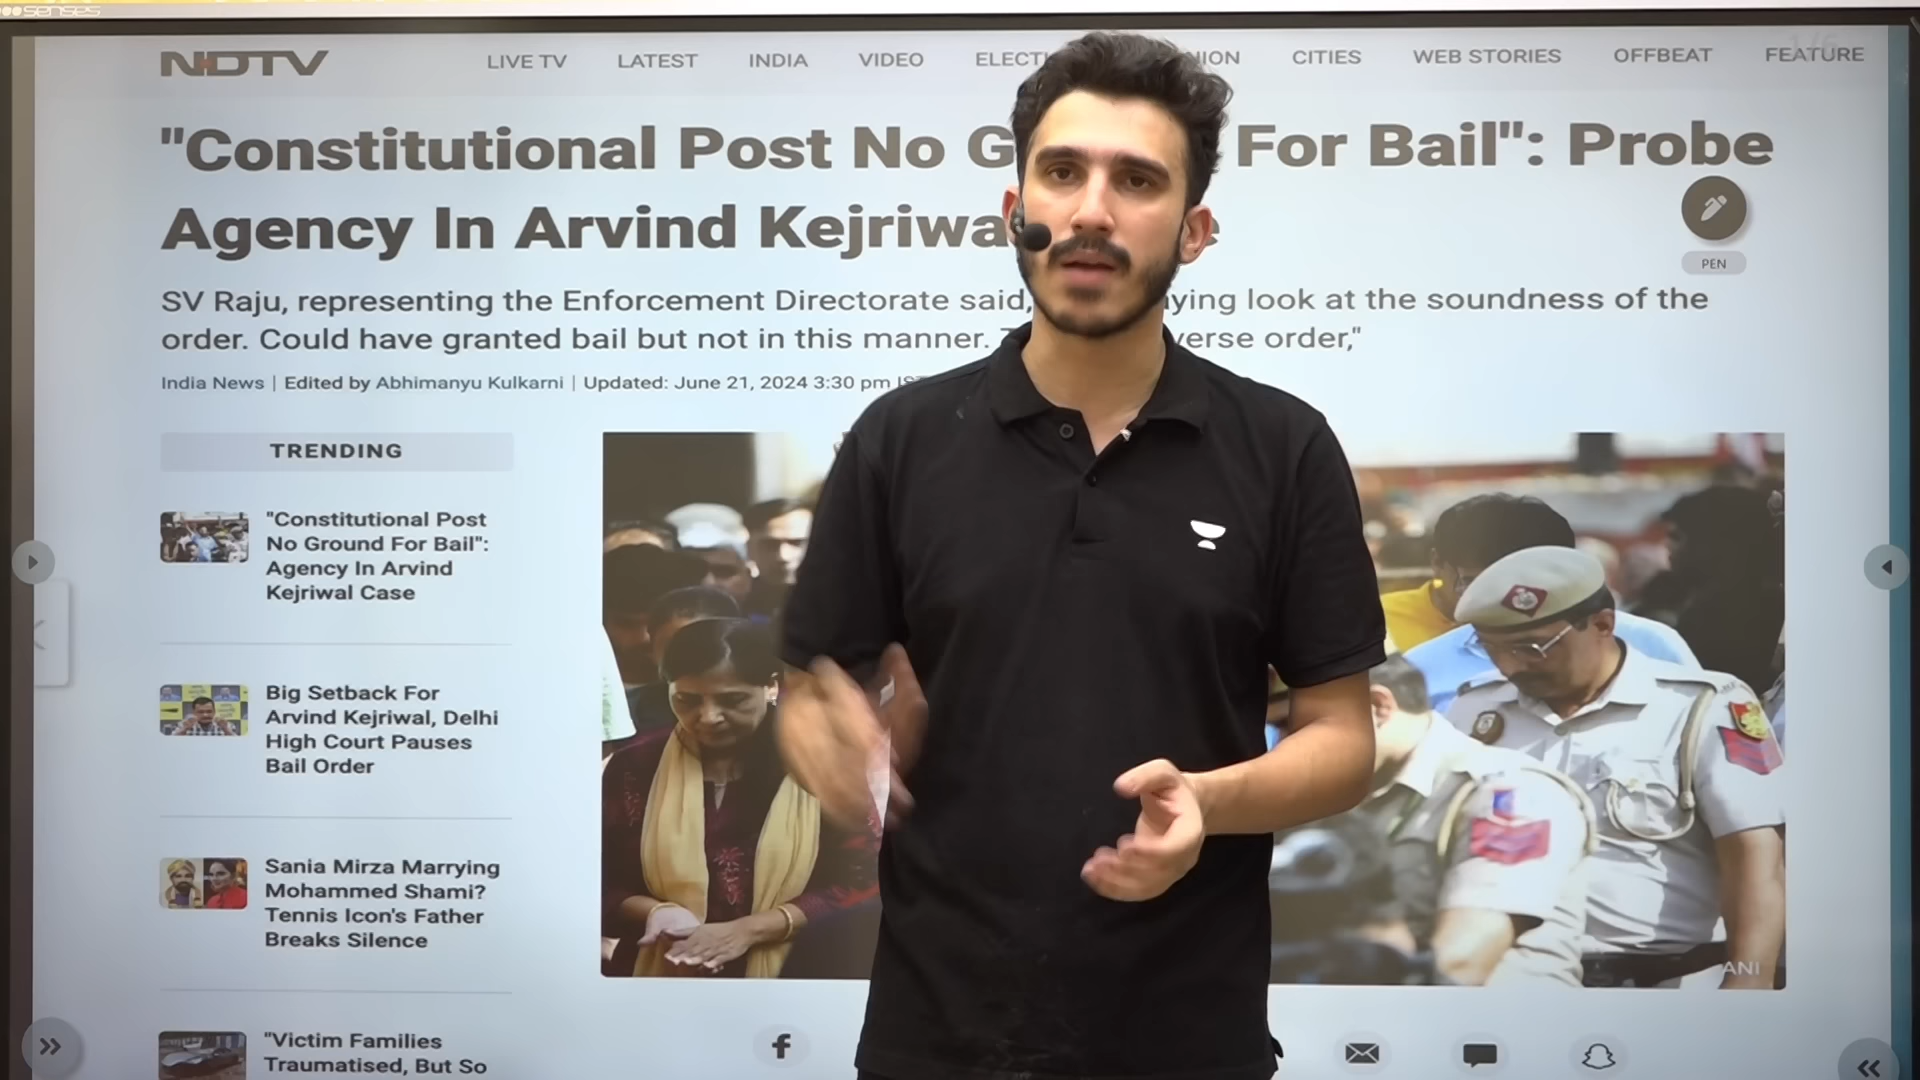 senses
NDTV
LIVE TV LATEST INDIA VIDEO CITIES WEB STORIES OFFBEAT FEATURE
"Constitutional Post No G For Bail": Probe
Agency In Arvind Kejriwa
PEN
SV Raju, representing the Enforcement Directorate said, look at the soundness of the
order. Could have granted bail but not in this manner. order,"
India News | Edited by Abhimanyu Kulkarni | Updated: June 21, 2024 3:30 pm
TRENDING
"Constitutional Post
No Ground For Bail":
Agency In Arvind
Kejriwal Case
Big Setback For
Arvind Kejriwal, Delhi
High Court Pauses
Bail Order
Sania Mirza Marrying
Mohammed Shami?
Tennis Icon's Father
Breaks Silence
"Victim Families
Traumatised, But So
ANI